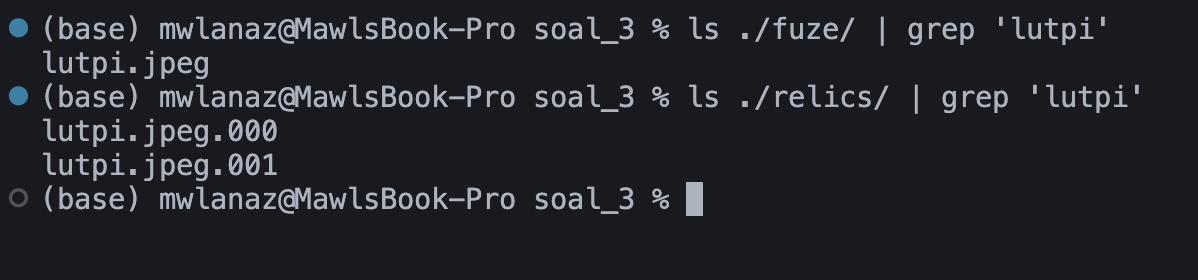 (base) mwlanaz@MawlsBook-Pro soal_3 % ls ./fuze/ | grep 'lutpi'
lutpi.jpeg
(base) mwlanaz@MawlsBook-Pro soal_3 % ls ./relics/ | grep 'lutpi'
lutpi.jpeg.000
lutpi.jpeg.001
(base) mwlanaz@MawlsBook-Pro soal_3 %